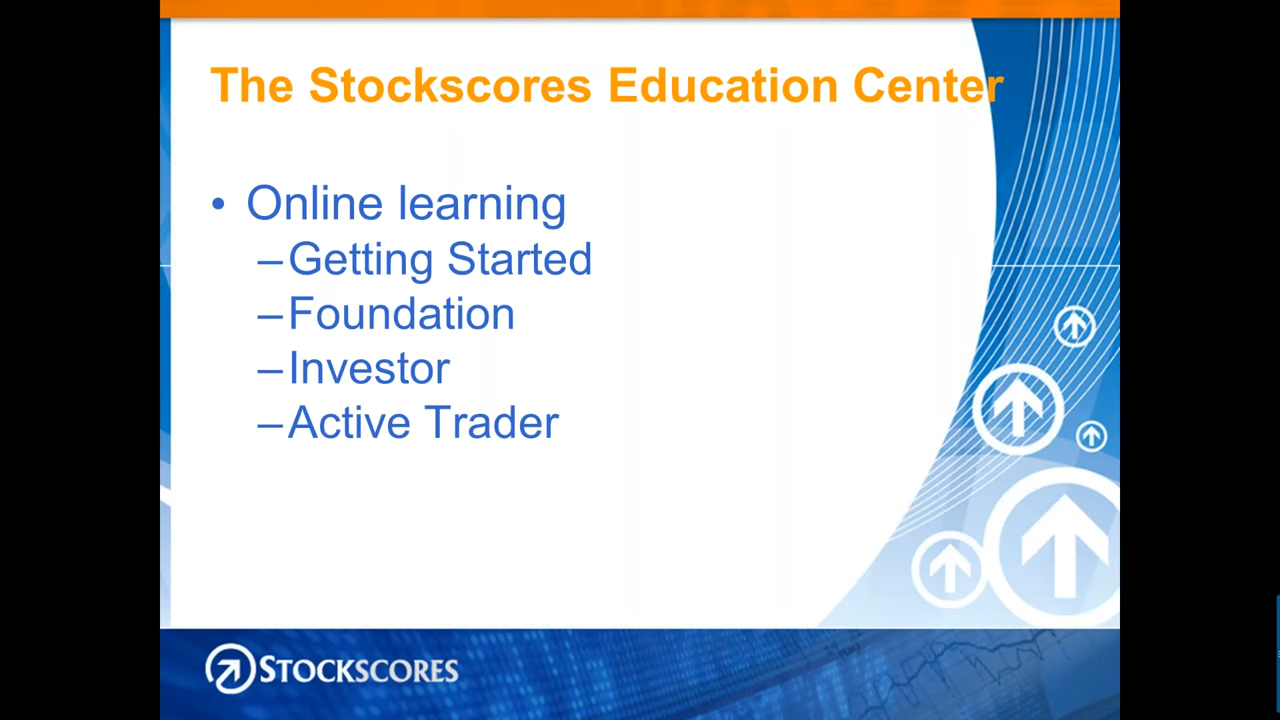 The Stockscores Education Center
• Online learning
–Getting Started
–Foundation
–Investor
–Active Trader
STOCKSCORES